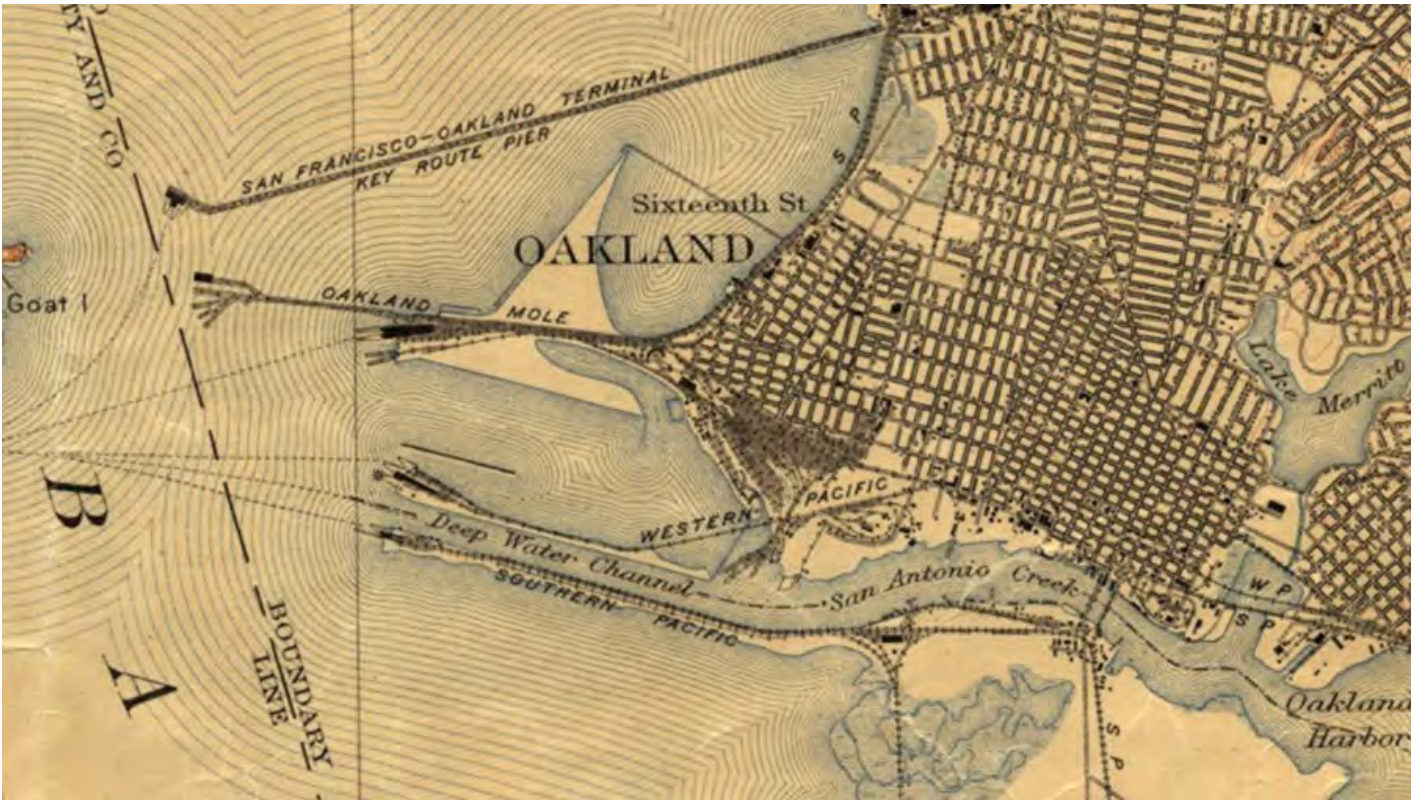 TY AND CO
SAN FRANCISCO-OAKLAND TERMINAL
KEY ROUTE PIER
S P
Sixteenth St
OAKLAND
Goat I
OAKLAND MOLE
Lake Merritt
B
WESTERN PACIFIC
Deep Water Channel
San Antonio Creek
SOUTHERN PACIFIC
W P
S P
A
BOUNDARY
LINE
Oakland
Harbor
S P